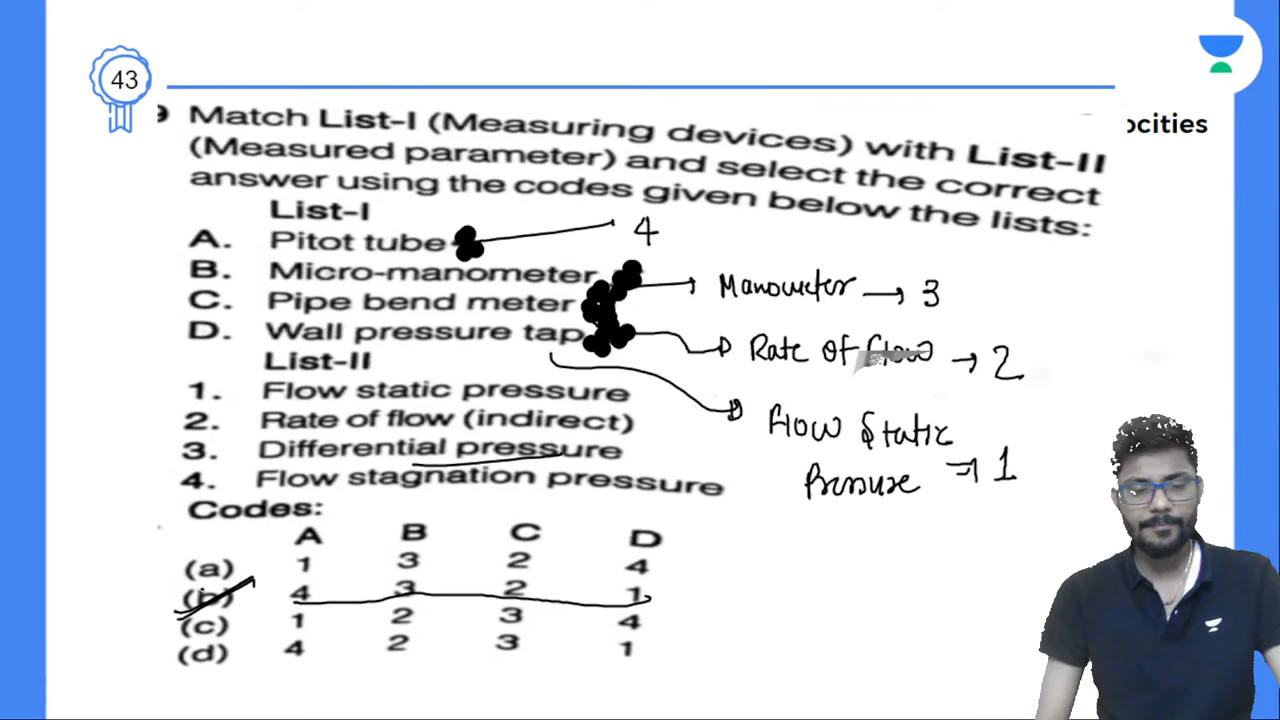 43
ocities
9 Match List-I (Measuring devices) with List-II
(Measured parameter) and select the correct
answer using the codes given below the lists:
List-I
A. Pitot tube 4
B. Micro-manometer Manometer → 3
C. Pipe bend meter
D. Wall pressure tap Rate of flow → 2
List-II
1. Flow static pressure
2. Rate of flow (indirect) Flow Static
3. Differential pressure Pressure → 1
4. Flow stagnation pressure
Codes:
A B C D
(a) 1 3 2 4
(b) 4 3 2 1
(c) 1 2 3 4
(d) 4 2 3 1